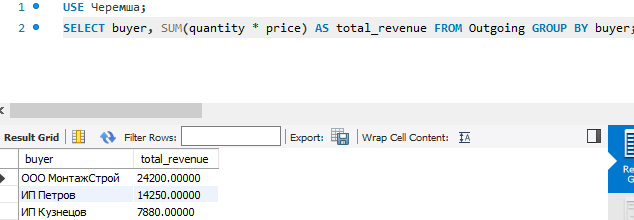 1 USE Черемша;
2 SELECT buyer, SUM(quantity * price) AS total_revenue FROM Outgoing GROUP BY buyer;
Result Grid Filter Rows: Export: Wrap Cell Content:
buyer total_revenue
ООО МонтажСтрой 24200.00000
ИП Петров 14250.00000
ИП Кузнецов 7880.00000